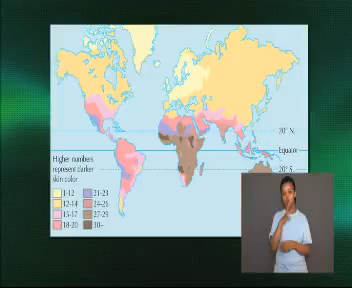 20° N
Equator
20° S
Higher numbers
represent darker
skin color
1-12
12-14
15-17
18-20
21-23
24-26
27-29
30-